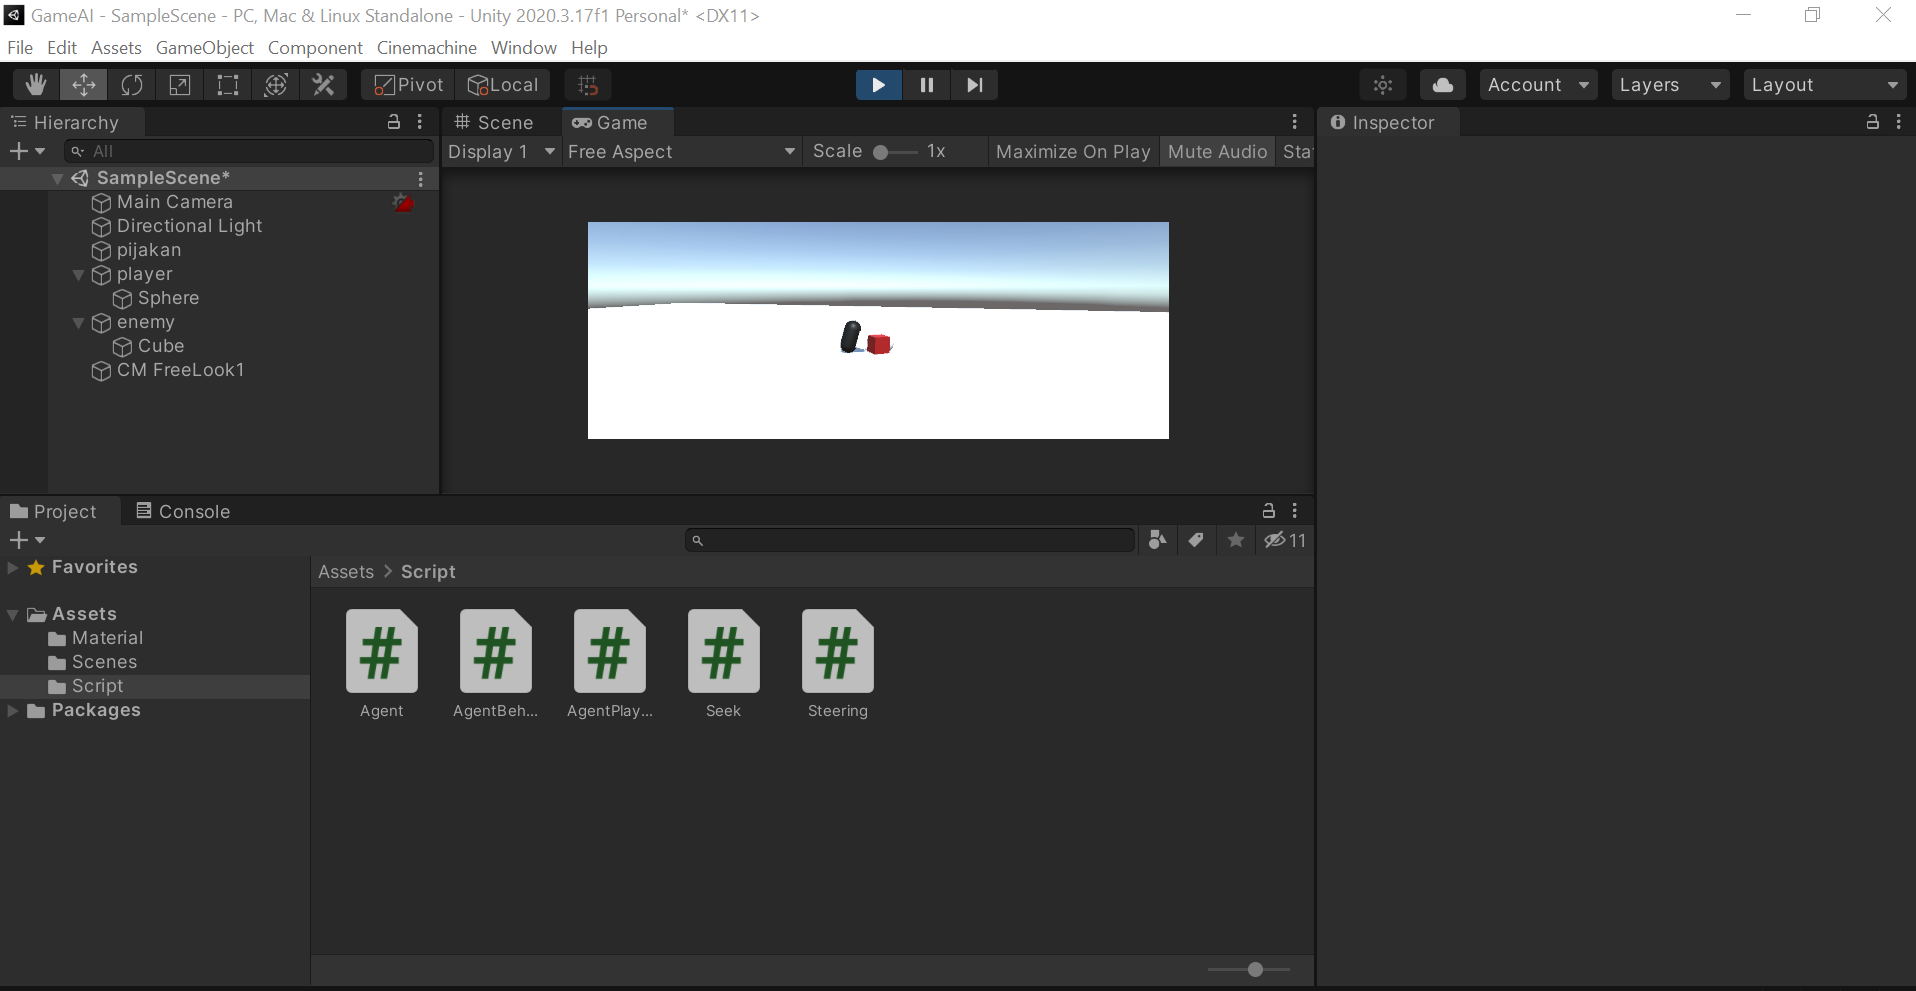 GameAI - SampleScene - PC, Mac & Linux Standalone - Unity 2020.3.17f1 Personal* <DX11>
File Edit Assets GameObject Component Cinemachine Window Help
Pivot Local Account Layers Layout
Hierarchy
Scene Game
Inspector
All
Display 1 Free Aspect Scale 1x Maximize On Play Mute Audio Stat
SampleScene*
Main Camera
Directional Light
pijakan
player
Sphere
enemy
Cube
CM FreeLook1
Project Console
11
Favorites
Assets
Material
Scenes
Script
Packages
Assets > Script
Agent AgentBeh... AgentPlay... Seek Steering